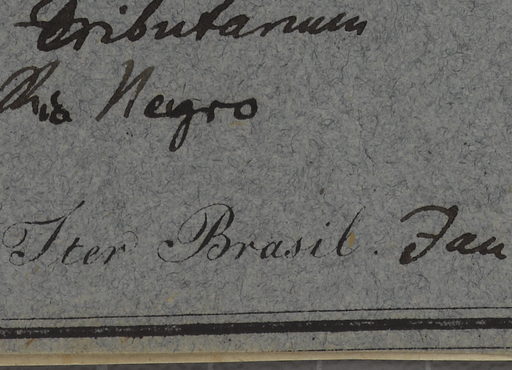 Tributarium
Rio Negro
Iter Brasil. Jan